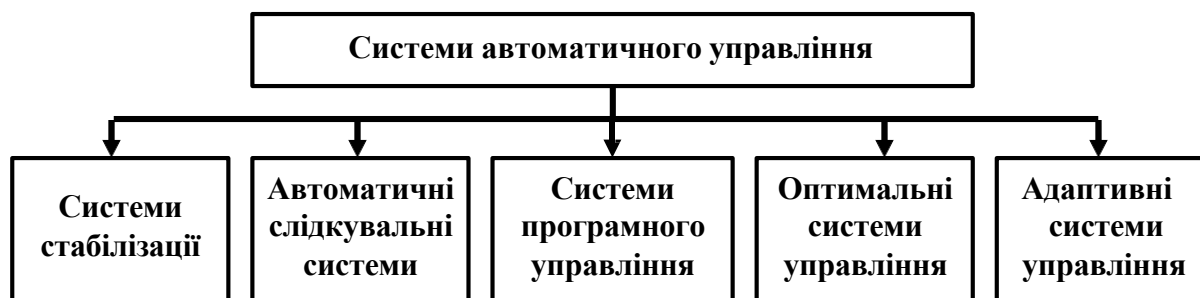 Системи автоматичного управління
Системи
стабілізації
Автоматичні
слідкувальні
системи
Системи
програмного
управління
Оптимальні
системи
управління
Адаптивні
системи
управління